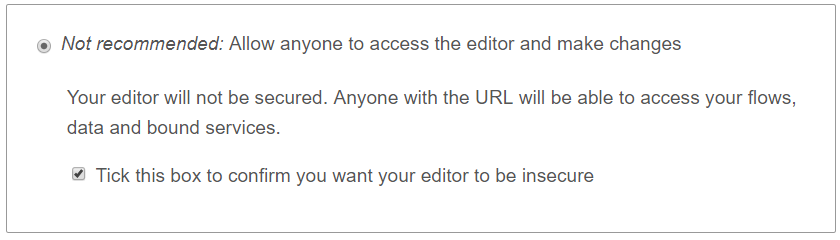 Not recommended: Allow anyone to access the editor and make changes
Your editor will not be secured. Anyone with the URL will be able to access your flows,
data and bound services.
Tick this box to confirm you want your editor to be insecure